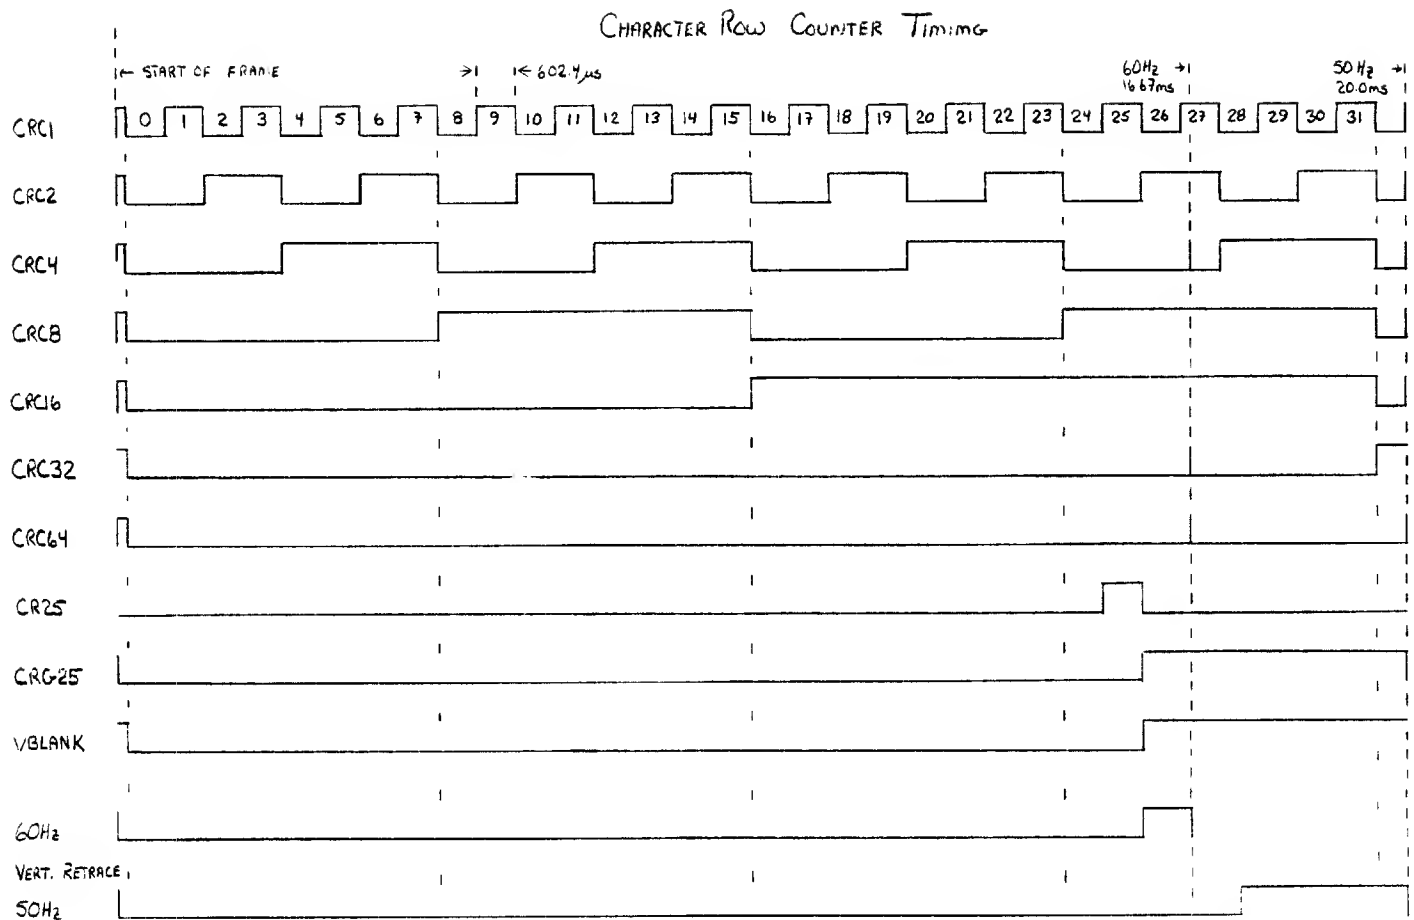 CHARACTER ROW COUNTER TIMING
START OF FRAME
602.4μs
60Hz
16.67ms
50Hz
20.0ms
CRC1
0 1 2 3 4 5 6 7 8 9 10 11 12 13 14 15 16 17 18 19 20 21 22 23 24 25 26 27 28 29 30 31
CRC2
CRC4
CRC8
CRC16
CRC32
CRC64
CR25
CRG25
VBLANK
60Hz
VERT. RETRACE
50Hz